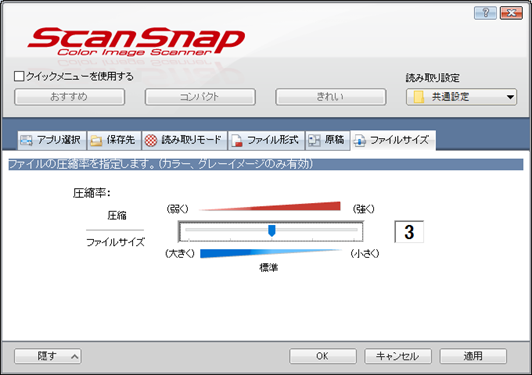 ScanSnap
Color Image Scanner
クイックメニューを使用する
読み取り設定
おすすめ コンパクト きれい 共通設定
アプリ選択 保存先 読み取りモード ファイル形式 原稿 ファイルサイズ
ファイルの圧縮率を指定します。(カラー、グレーイメージのみ有効)
圧縮率:
(弱く) (強く)
圧縮
ファイルサイズ
3
(大きく) (小さく)
標準
隠す OK キャンセル 適用